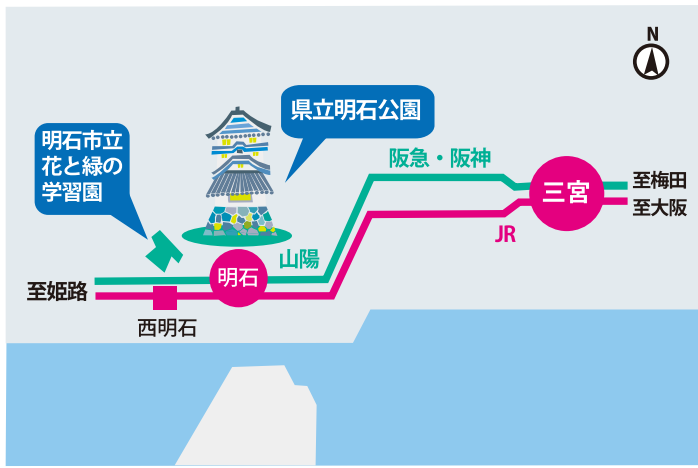 N
県立明石公園
明石市立
花と緑の
学習園
阪急・阪神
三宮
至梅田
至大阪
JR
山陽
明石
至姫路
西明石